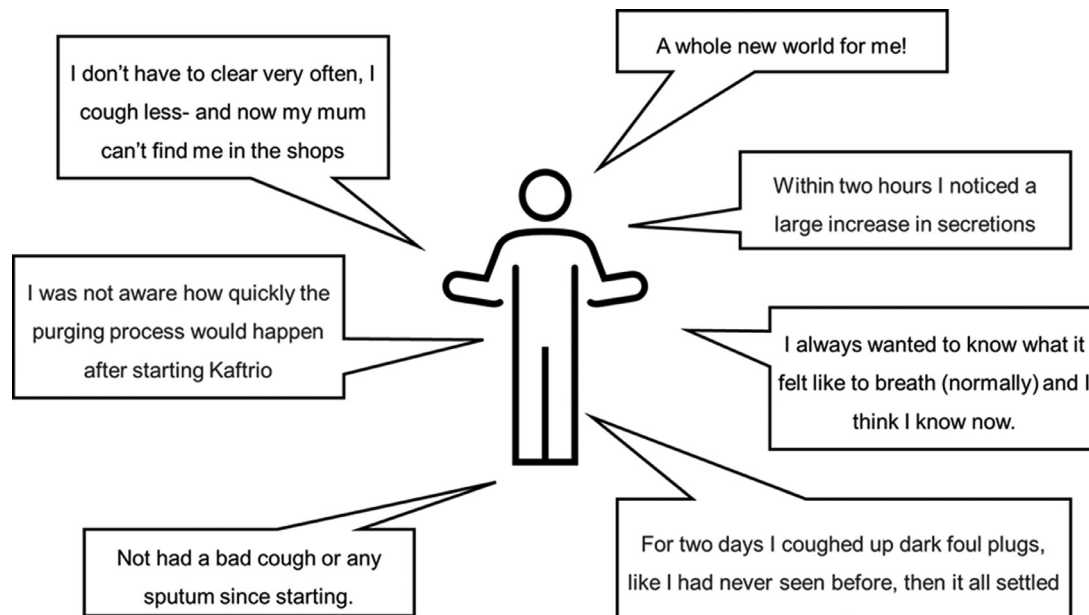 A whole new world for me!
I don't have to clear very often, I
cough less- and now my mum
can't find me in the shops
Within two hours I noticed a
large increase in secretions
I was not aware how quickly the
purging process would happen
after starting Kaftrio
I always wanted to know what it
felt like to breath (normally) and I
think I know now.
Not had a bad cough or any
sputum since starting.
For two days I coughed up dark foul plugs,
like I had never seen before, then it all settled